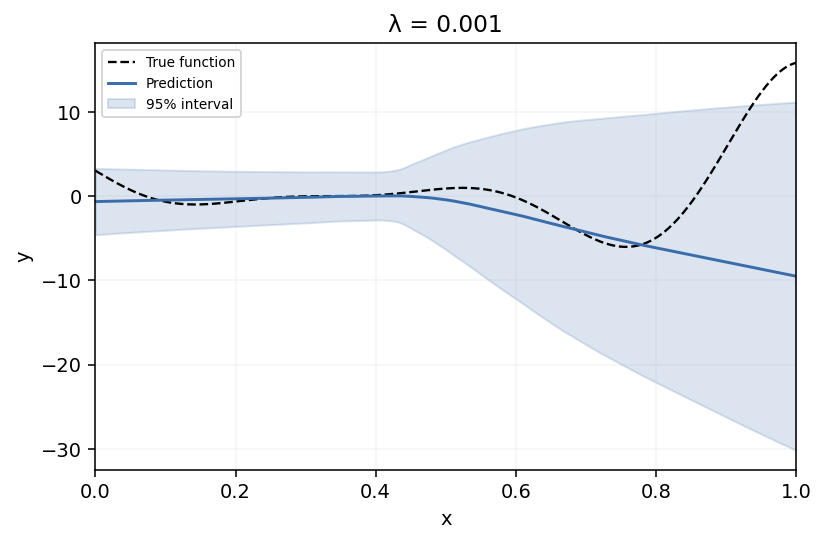 λ = 0.001
True function
Prediction
95% interval
10
0
−10
−20
−30
y
0.0 0.2 0.4 0.6 0.8 1.0
x